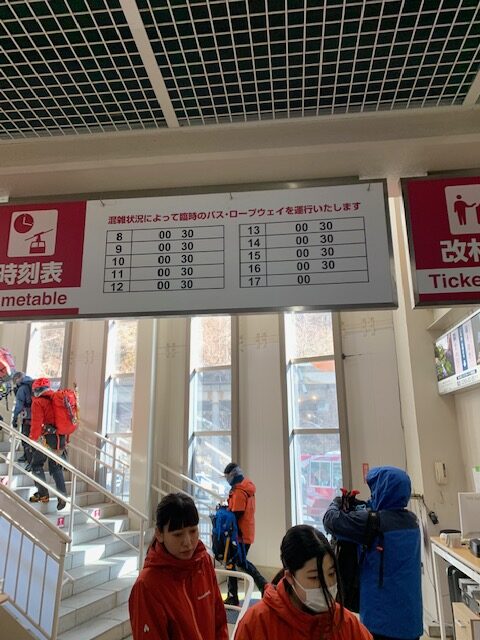 混雑状況によって臨時のバス・ロープウェイを運行いたします
時刻表
metable
8 00 30
9 00 30
10 00 30
11 00 30
12 00 30
13 00 30
14 00 30
15 00 30
16 00 30
17 00
改札
Ticke